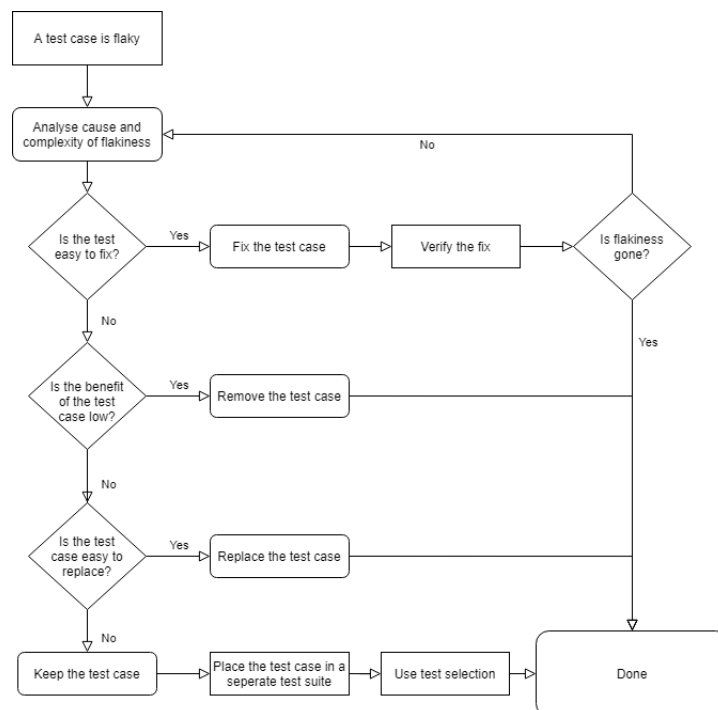 A test case is flaky
Analyse cause and
complexity of flakiness
No
Is the test
easy to fix?
Yes
Fix the test case
Verify the fix
Is flakiness
gone?
No
Yes
Is the benefit
of the test
case low?
Yes
Remove the test case
No
Is the test
case easy to
replace?
Yes
Replace the test case
No
Keep the test case
Place the test case in a
seperate test suite
Use test selection
Done